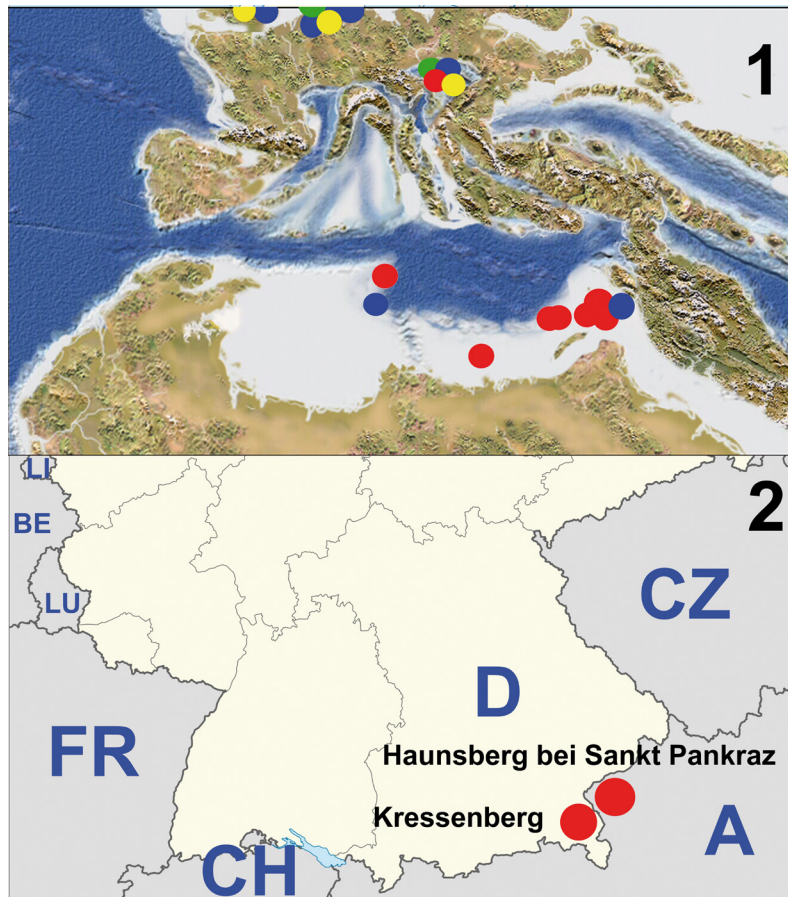 1
LI
2
BE
CZ
LU
D
FR
Haunsberg bei Sankt Pankraz
Kressenberg
A
CH